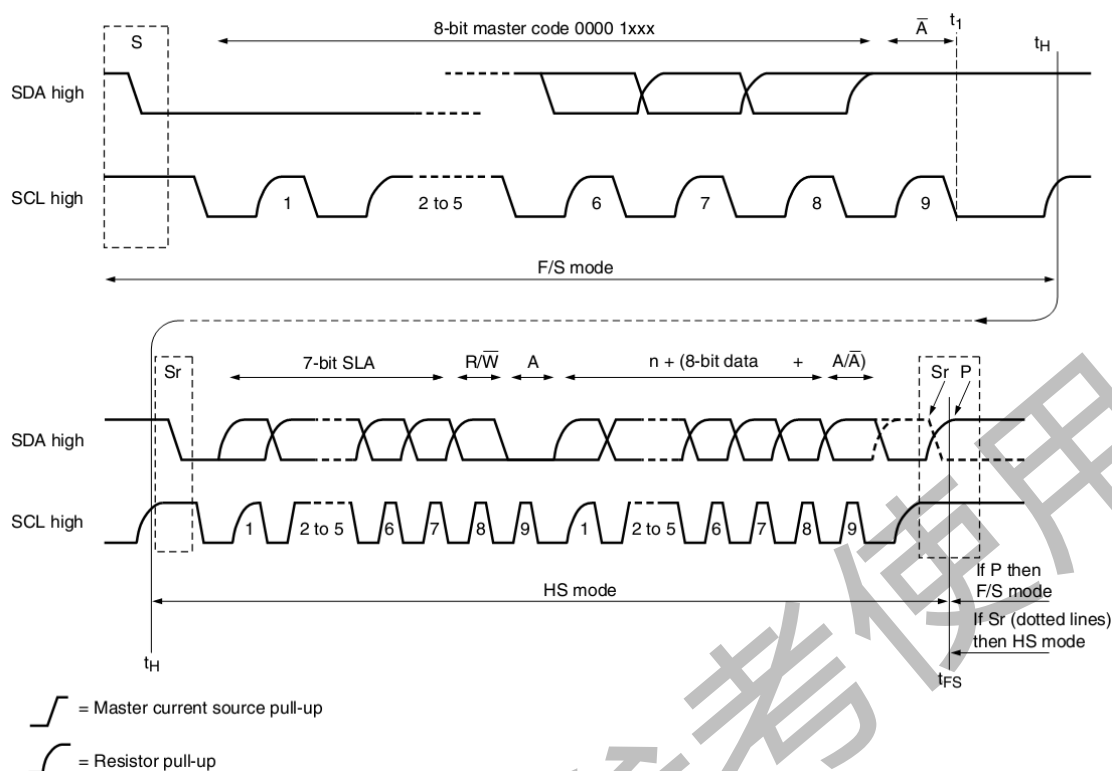 S
8-bit master code 0000 1xxx
A̅
t1
tH
SDA high
SCL high
1
2 to 5
6
7
8
9
F/S mode
Sr
7-bit SLA
R/W̅
A
n + (8-bit data + A/A̅)
Sr P
SDA high
SCL high
1
2 to 5
6
7
8
9
1
2 to 5
6
7
8
9
HS mode
If P then
F/S mode
If Sr (dotted lines)
then HS mode
tH
tFS
= Master current source pull-up
= Resistor pull-up
考使用